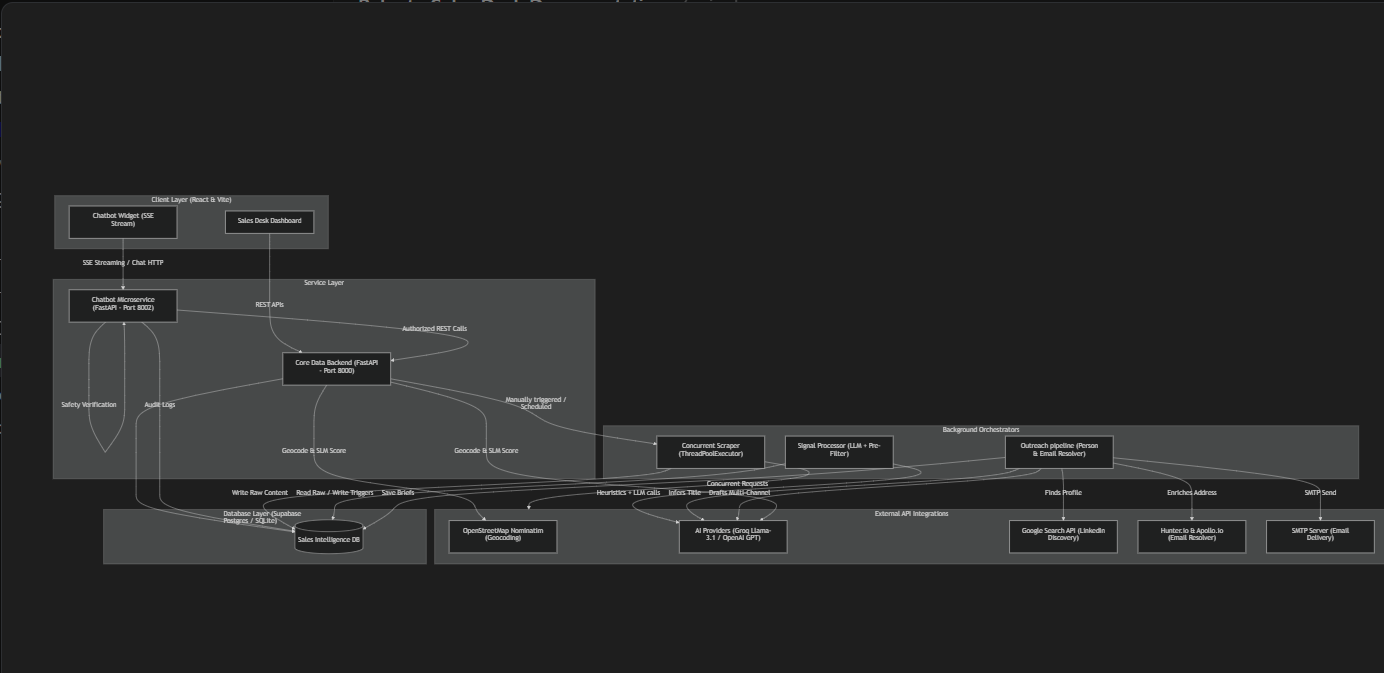 Client Layer (React & Vite)
Chatbot Widget (SSE
Stream)
Sales Desk Dashboard
SSE Streaming / Chat HTTP
Service Layer
Chatbot Microservice
(FastAPI - Port 8002)
REST APIs
Authorized REST Calls
Core Data Backend (FastAPI
- Port 8000)
Safety Verification
Audit Logs
Manually triggered /
Scheduled
Geocode & SLM Score
Geocode & SLM Score
Background Orchestrators
Concurrent Scraper
(ThreadPoolExecutor)
Signal Processor (LLM + Pre-
Filter)
Outreach pipeline (Person
& Email Resolver)
Concurrent Requests
Write Raw Content
Read Raw / Write Triggers
Save Briefs
Heuristics + LLM calls
Infers Title
Drafts Multi-Channel
Finds Profile
Enriches Address
SMTP Send
Database Layer (Supabase
Postgres / SQLite)
Sales Intelligence DB
External API Integrations
OpenStreetMap Nominatim
(Geocoding)
AI Providers (Groq Llama-
3.1 / OpenAI GPT)
Google Search API (LinkedIn
Discovery)
Hunter.io & Apollo.io
(Email Resolver)
SMTP Server (Email
Delivery)